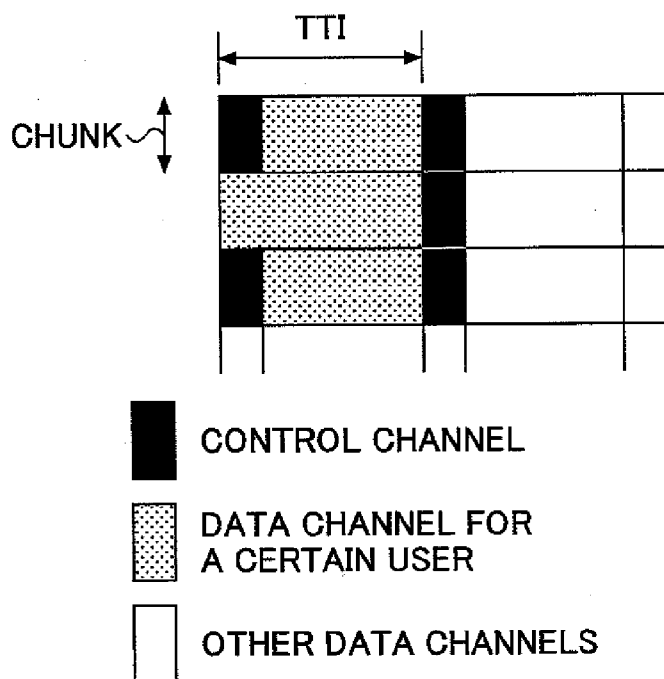 TTI
CHUNK
CONTROL CHANNEL
DATA CHANNEL FOR
A CERTAIN USER
OTHER DATA CHANNELS